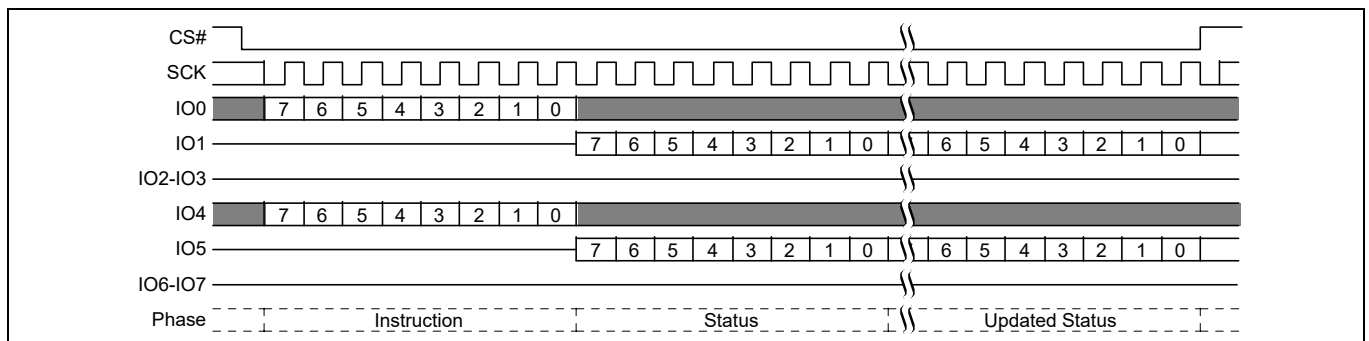 CS#
SCK
IO0 7 6 5 4 3 2 1 0
IO1 7 6 5 4 3 2 1 0 6 5 4 3 2 1 0
IO2-IO3
IO4 7 6 5 4 3 2 1 0
IO5 7 6 5 4 3 2 1 0 6 5 4 3 2 1 0
IO6-IO7
Phase Instruction Status Updated Status